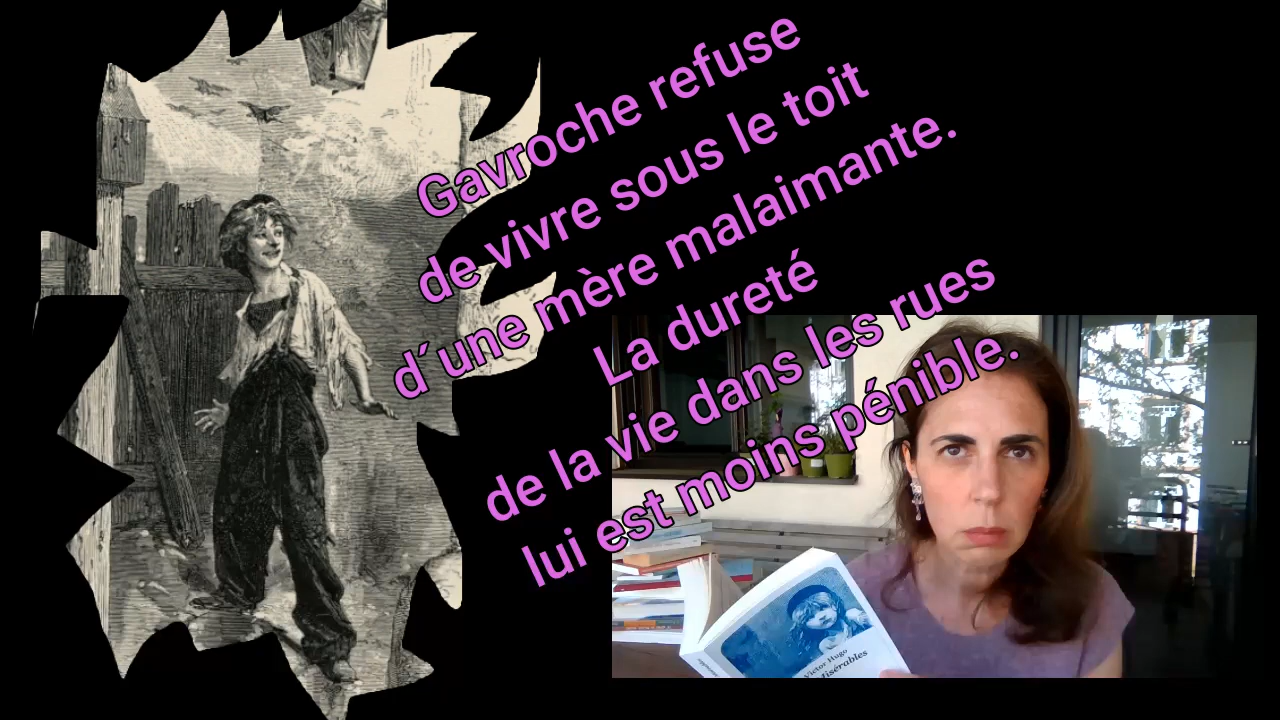 Gavroche refuse
de vivre sous le toit
d´une mère malaimante.
La dureté
de la vie dans les rues
lui est moins pénible.
Victor Hugo